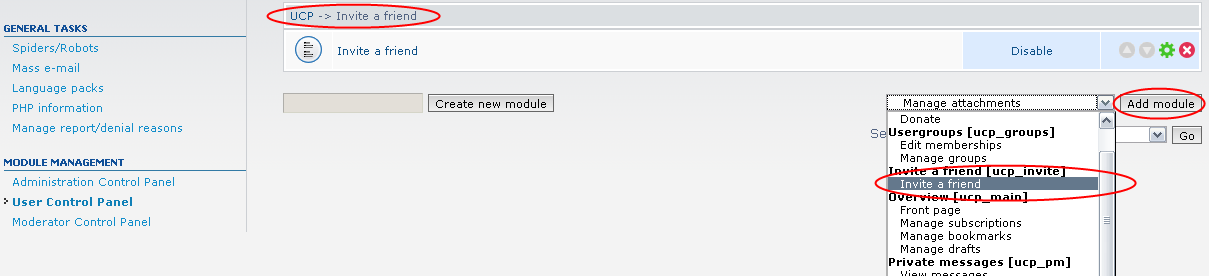 GENERAL TASKS
Spiders/Robots
Mass e-mail
Language packs
PHP information
Manage report/denial reasons
MODULE MANAGEMENT
Administration Control Panel
User Control Panel
Moderator Control Panel
UCP -> Invite a friend
Invite a friend Disable
Create new module Manage attachments Add module
Se Go
Donate
Usergroups [ucp_groups]
Edit memberships
Manage groups
Invite a friend [ucp_invite]
Invite a friend
Overview [ucp_main]
Front page
Manage subscriptions
Manage bookmarks
Manage drafts
Private messages [ucp_pm]
View messages